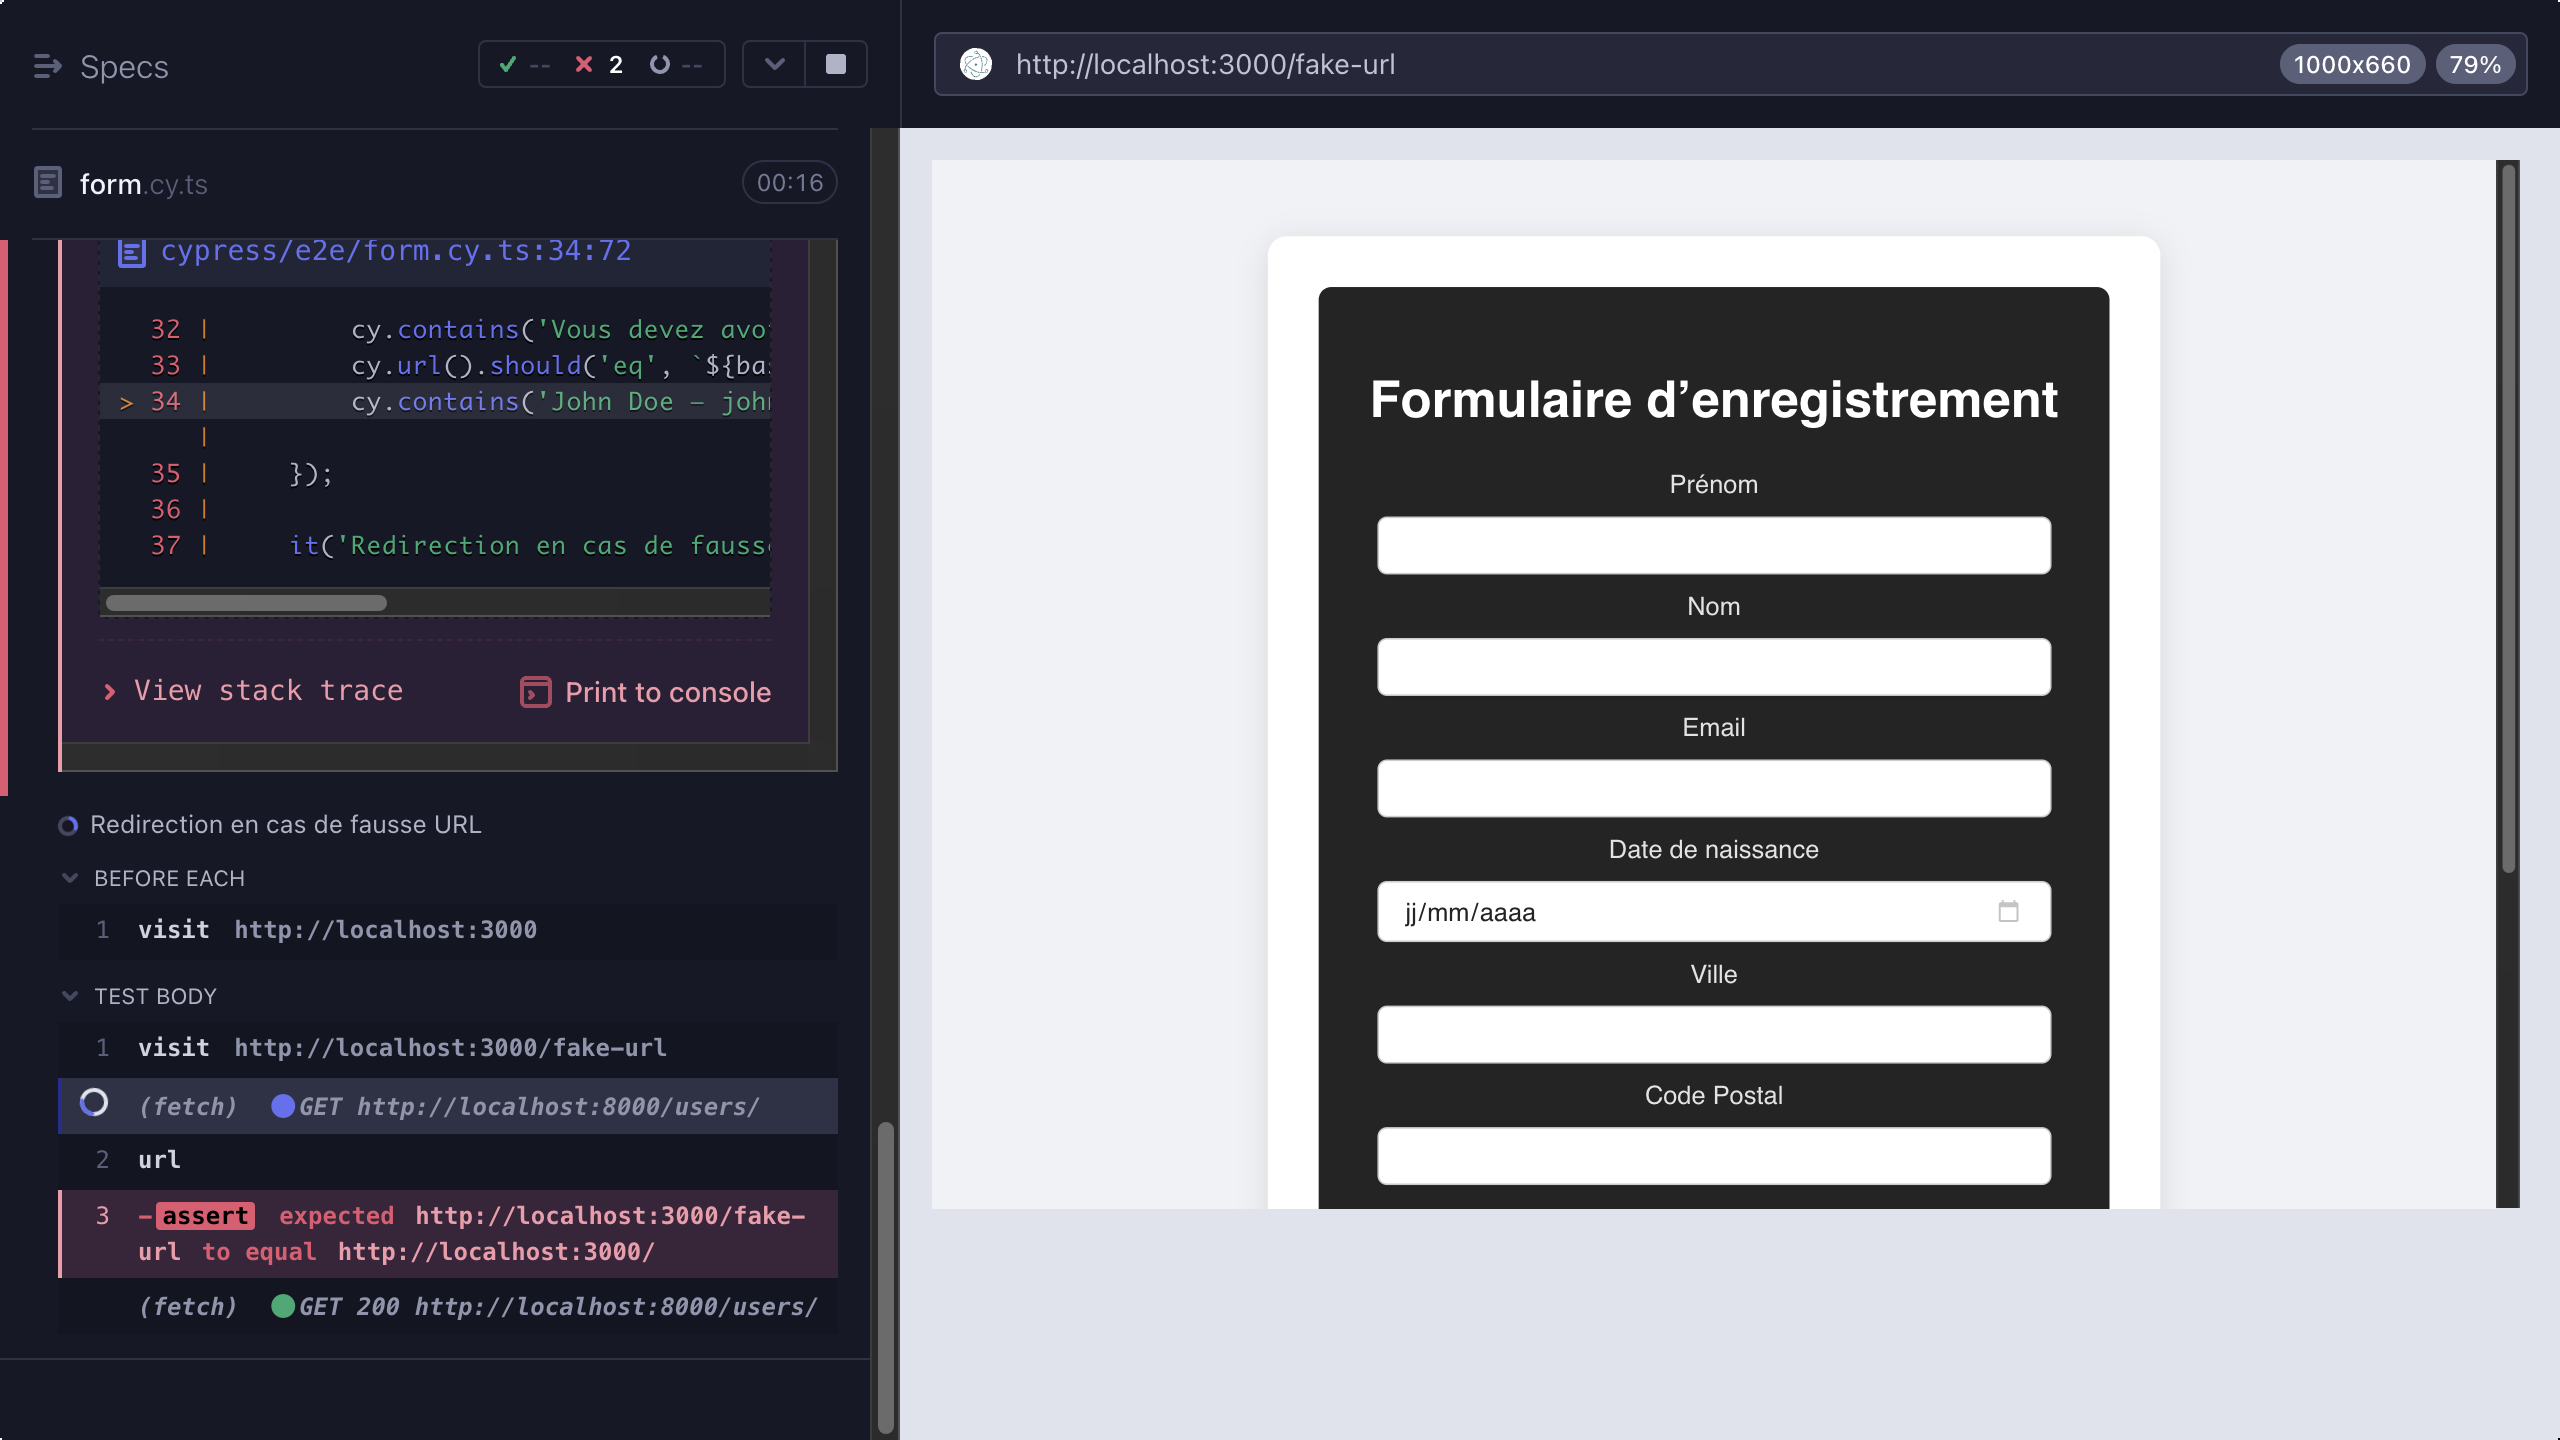 Specs
-- 2 --
http://localhost:3000/fake-url
1000x660
79%
form.cy.ts
00:16
cypress/e2e/form.cy.ts:34:72
32 | cy.contains('Vous devez avo
33 | cy.url().should('eq', `${ba
> 34 | cy.contains('John Doe – joh
|
35 | });
36 |
37 | it('Redirection en cas de fauss
View stack trace
Print to console
Redirection en cas de fausse URL
BEFORE EACH
1 visit http://localhost:3000
TEST BODY
1 visit http://localhost:3000/fake-url
(fetch) GET http://localhost:8000/users/
2 url
3 -assert expected http://localhost:3000/fake-
url to equal http://localhost:3000/
(fetch) GET 200 http://localhost:8000/users/
Formulaire d’enregistrement
Prénom
Nom
Email
Date de naissance
jj/mm/aaaa
Ville
Code Postal